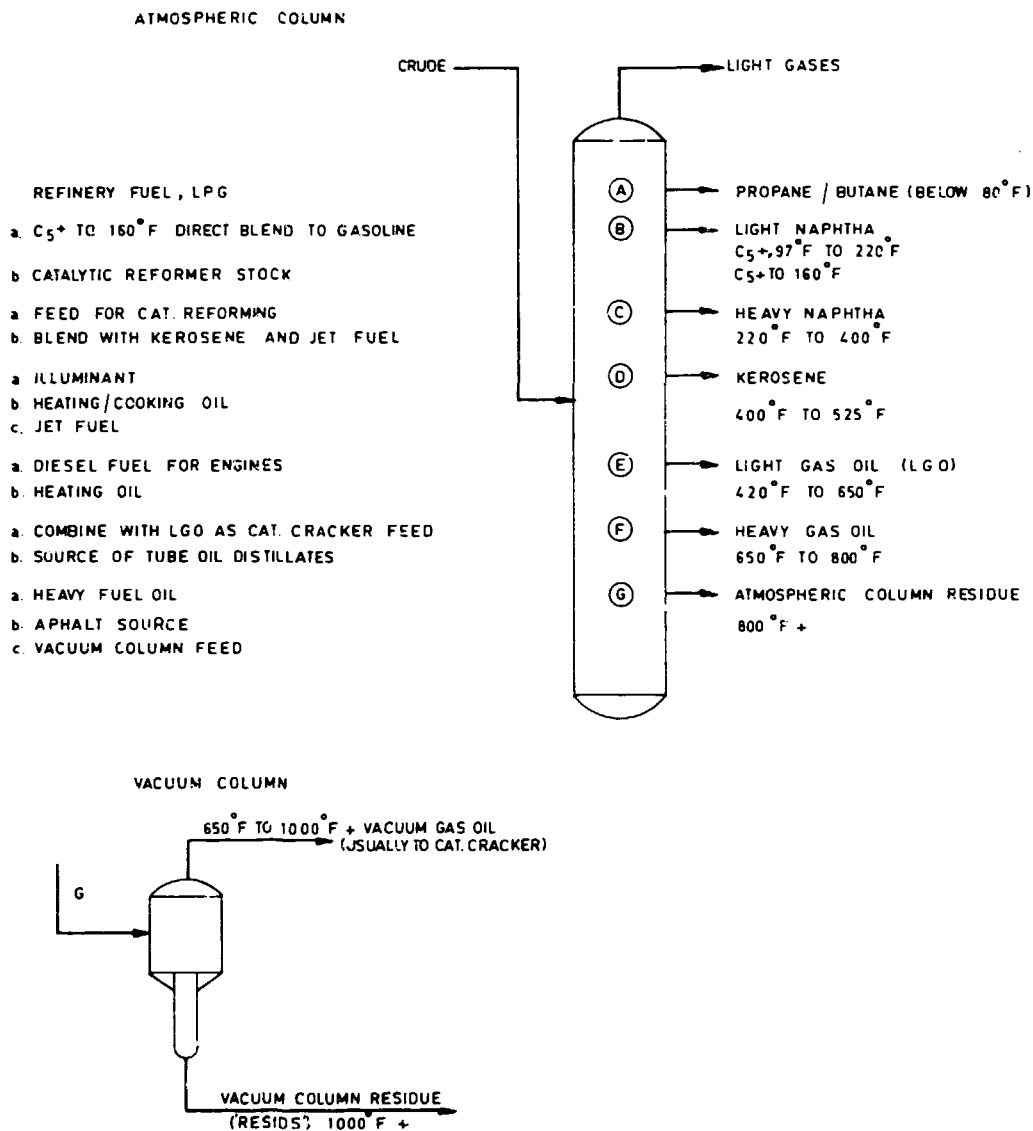 ATMOSPHERIC COLUMN
CRUDE
LIGHT GASES
REFINERY FUEL, LPG
A
PROPANE / BUTANE (BELOW 80°F)
a. C5+ TO 160°F DIRECT BLEND TO GASOLINE
b CATALYTIC REFORMER STOCK
B
LIGHT NAPHTHA
C5+, 97°F TO 220°F
C5+ TO 160°F
a FEED FOR CAT. REFORMING
b. BLEND WITH KEROSENE AND JET FUEL
C
HEAVY NAPHTHA
220°F TO 400°F
a ILLUMINANT
b. HEATING/COOKING OIL
c. JET FUEL
D
KEROSENE
400°F TO 525°F
a. DIESEL FUEL FOR ENGINES
b. HEATING OIL
E
LIGHT GAS OIL (LGO)
420°F TO 650°F
a. COMBINE WITH LGO AS CAT. CRACKER FEED
b. SOURCE OF TUBE OIL DISTILLATES
F
HEAVY GAS OIL
650°F TO 800°F
a. HEAVY FUEL OIL
b. APHALT SOURCE
c. VACUUM COLUMN FEED
G
ATMOSPHERIC COLUMN RESIDUE
800°F +
VACUUM COLUMN
650°F TO 1000°F + VACUUM GAS OIL
(USUALLY TO CAT. CRACKER)
G
VACUUM COLUMN RESIDUE
(RESIDS) 1000°F +